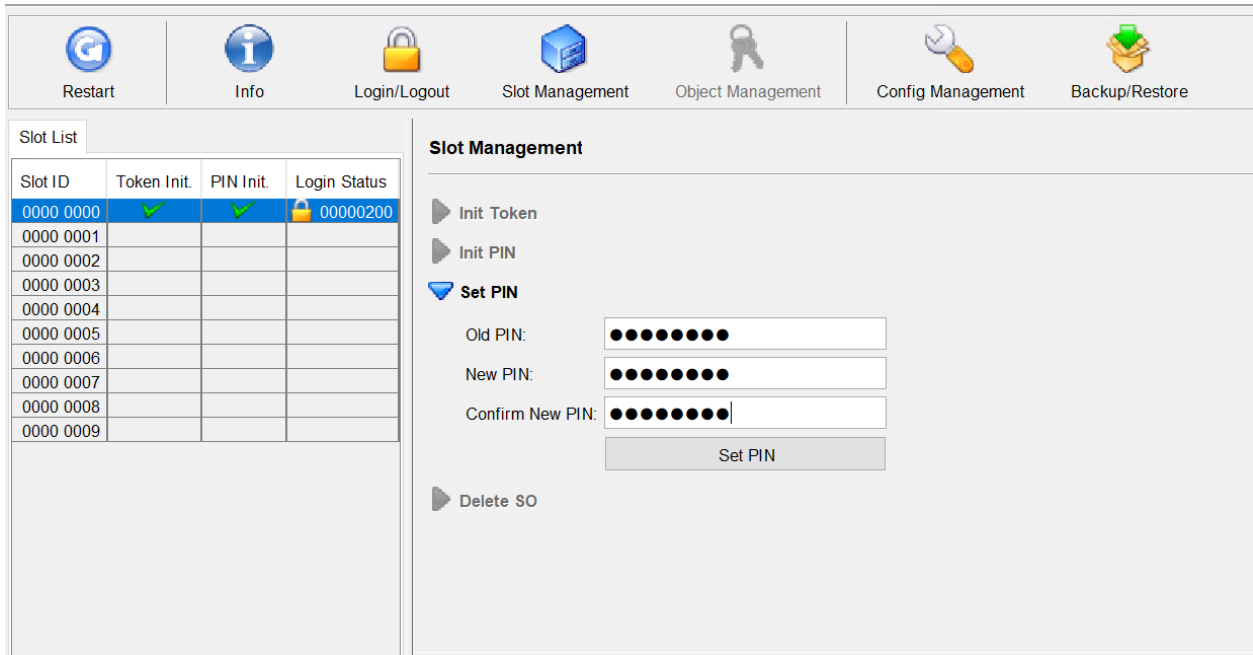 Restart Info Login/Logout Slot Management Object Management Config Management Backup/Restore
Slot List
Slot ID Token Init. PIN Init. Login Status
0000 0000 00000200
0000 0001
0000 0002
0000 0003
0000 0004
0000 0005
0000 0006
0000 0007
0000 0008
0000 0009
Slot Management
Init Token
Init PIN
Set PIN
Old PIN: ●●●●●●●●
New PIN: ●●●●●●●●
Confirm New PIN: ●●●●●●●●
Set PIN
Delete SO